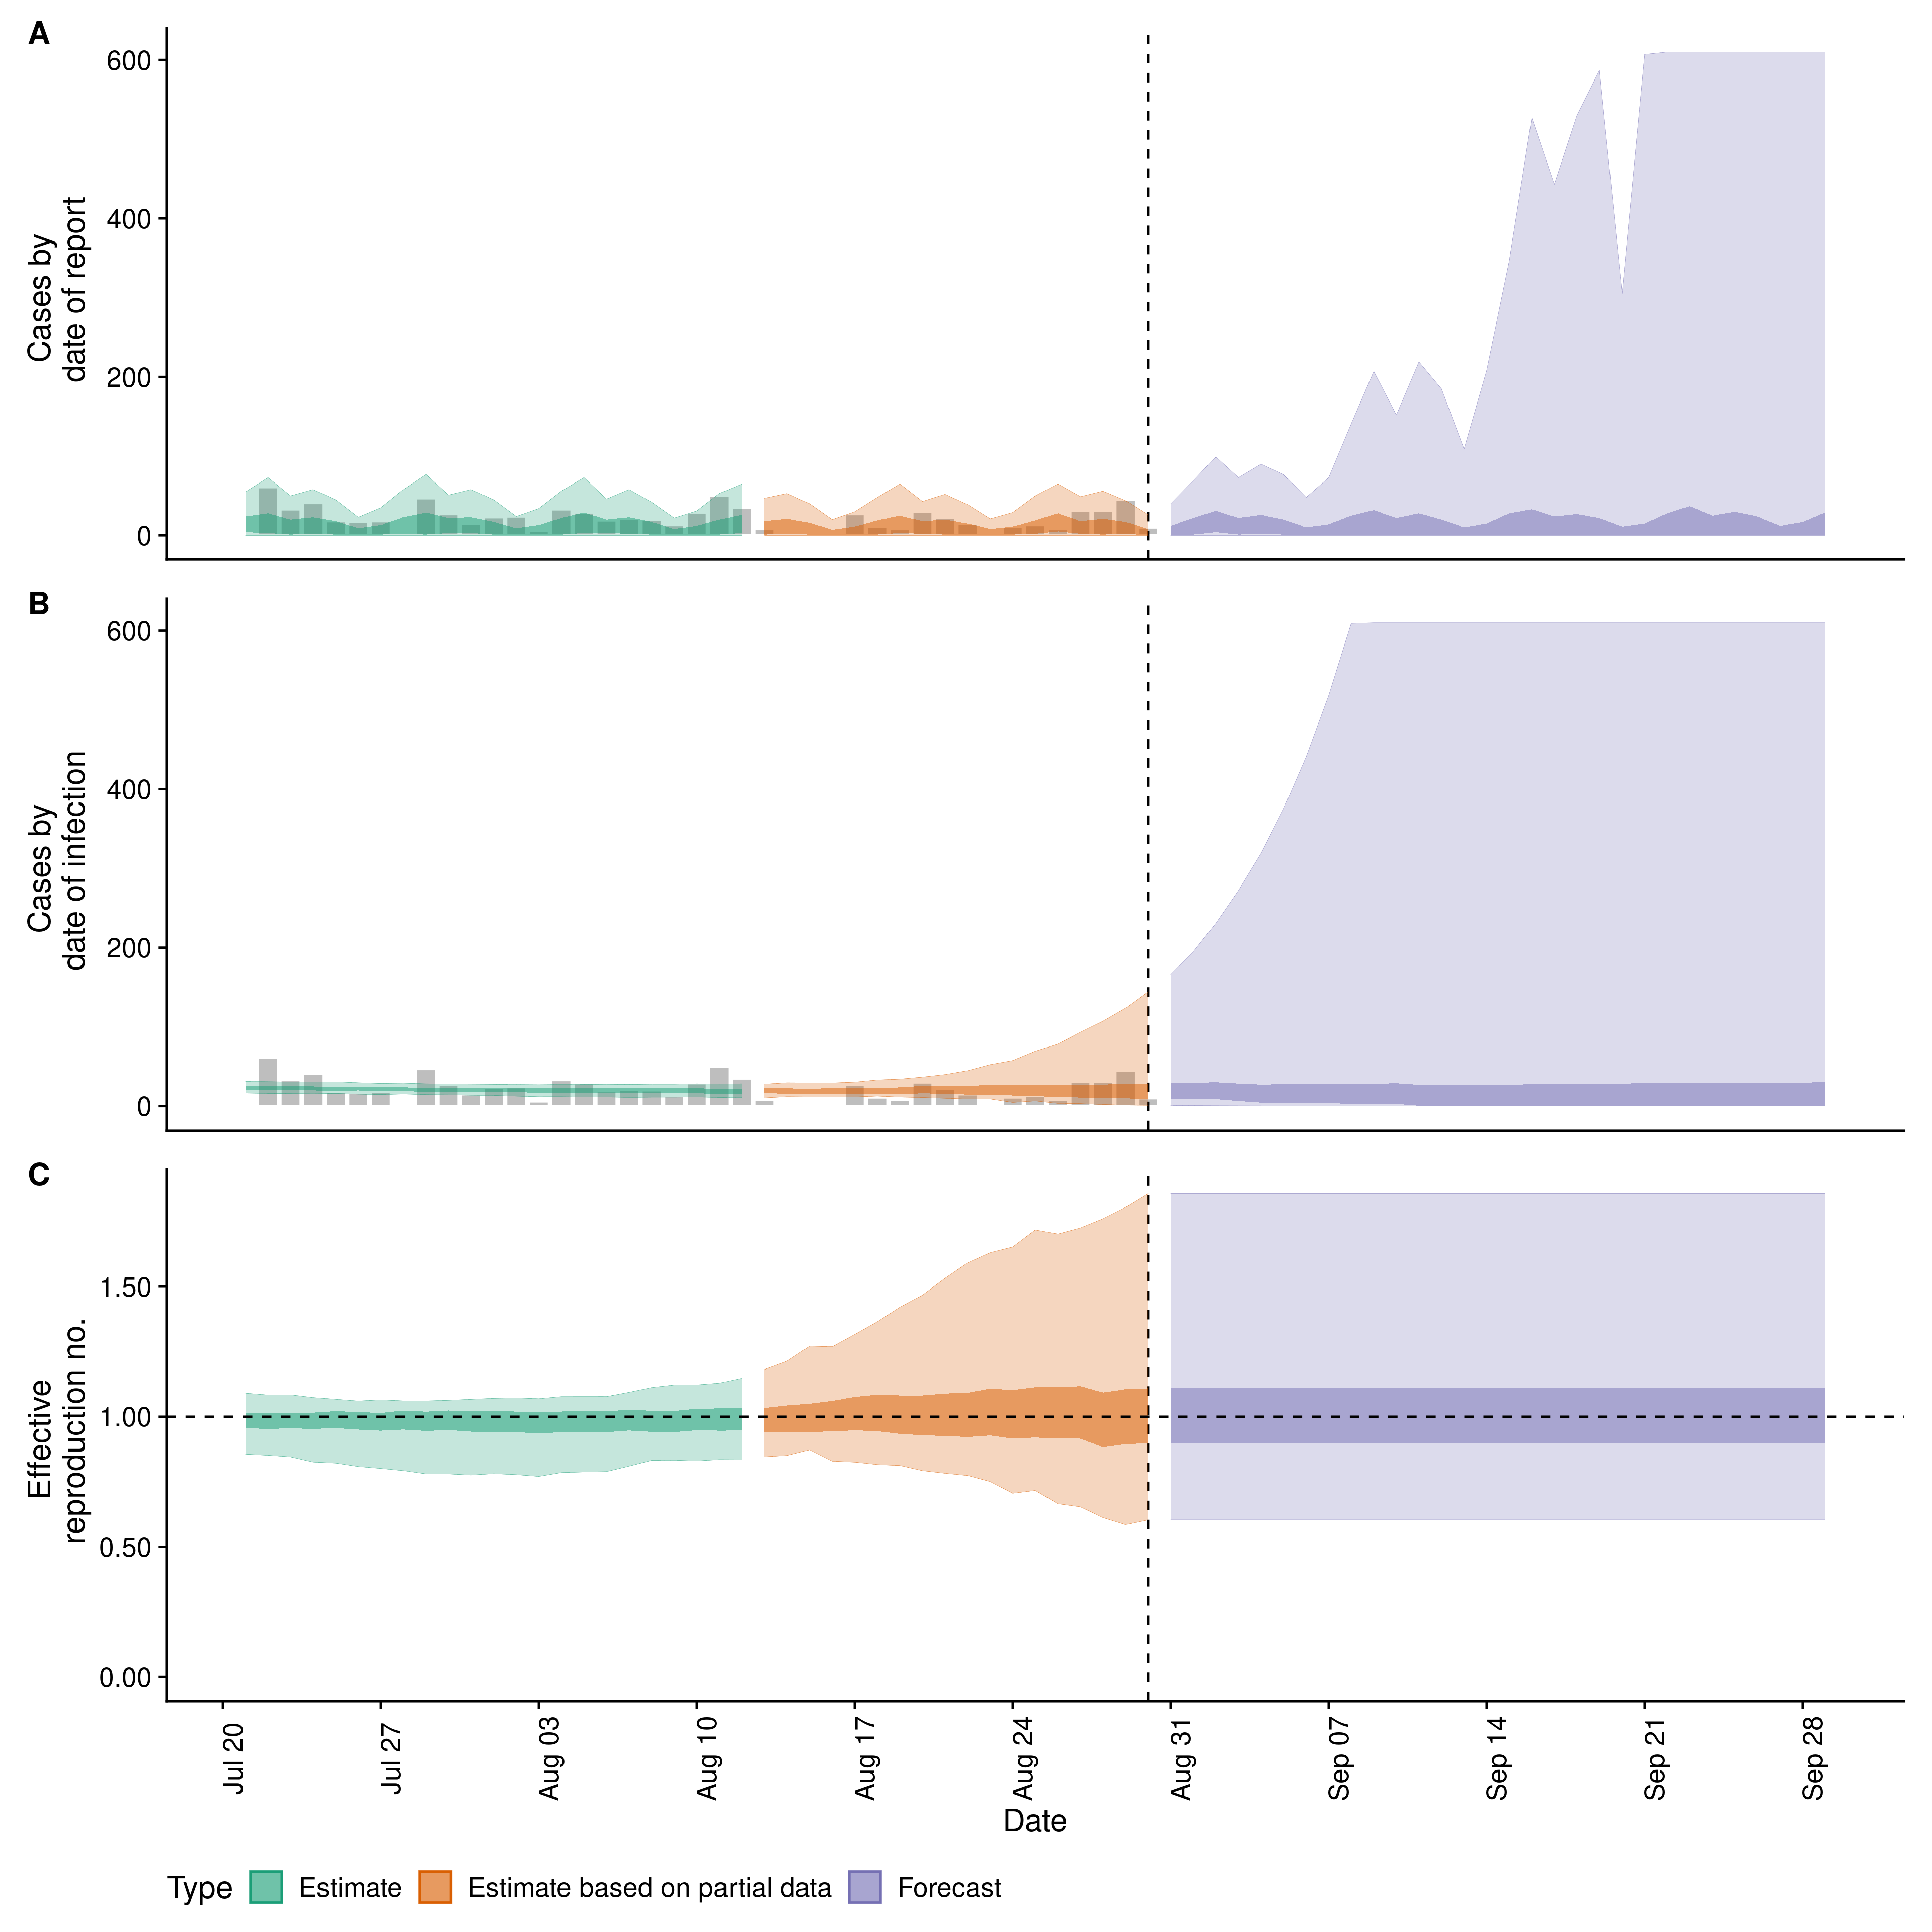 A
600
400
200
0
Cases by
date of report
B
600
400
200
0
Cases by
date of infection
C
1.50
1.00
0.50
0.00
Effective
reproduction no.
Jul 20
Jul 27
Aug 03
Aug 10
Aug 17
Aug 24
Aug 31
Sep 07
Sep 14
Sep 21
Sep 28
Date
Type Estimate Estimate based on partial data Forecast